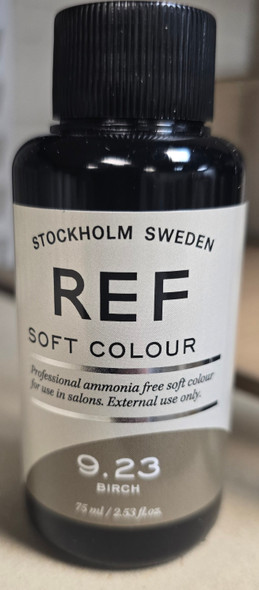 STOCKHOLM SWEDEN
REF
SOFT COLOUR
Professional ammonia free soft colour
for use in salons. External use only.
9.23
BIRCH
75 ml / 2.53 fl.oz.